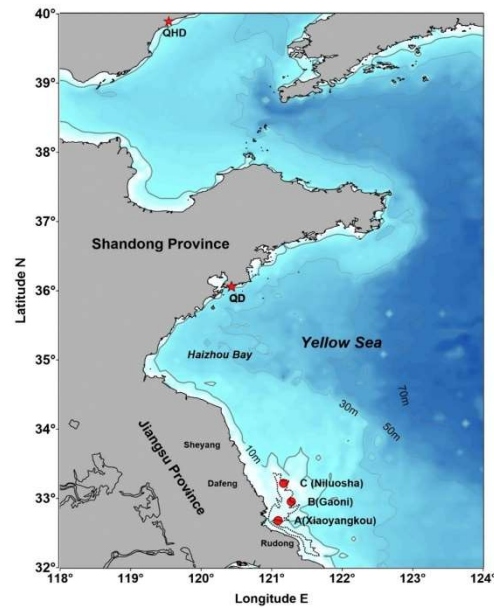 40°
QHD
39°
38°
37°
Shandong Province
Latitude N
36°
QD
Yellow Sea
Haizhou Bay
35°
70m
30m
50m
34°
Jiangsu Province
Sheyang
10m
Dafeng
C (Niluosha)
33°
B(Gaoni)
A(Xiaoyangkou)
Rudong
32°
118° 119° 120° 121° 122° 123° 124°
Longitude E